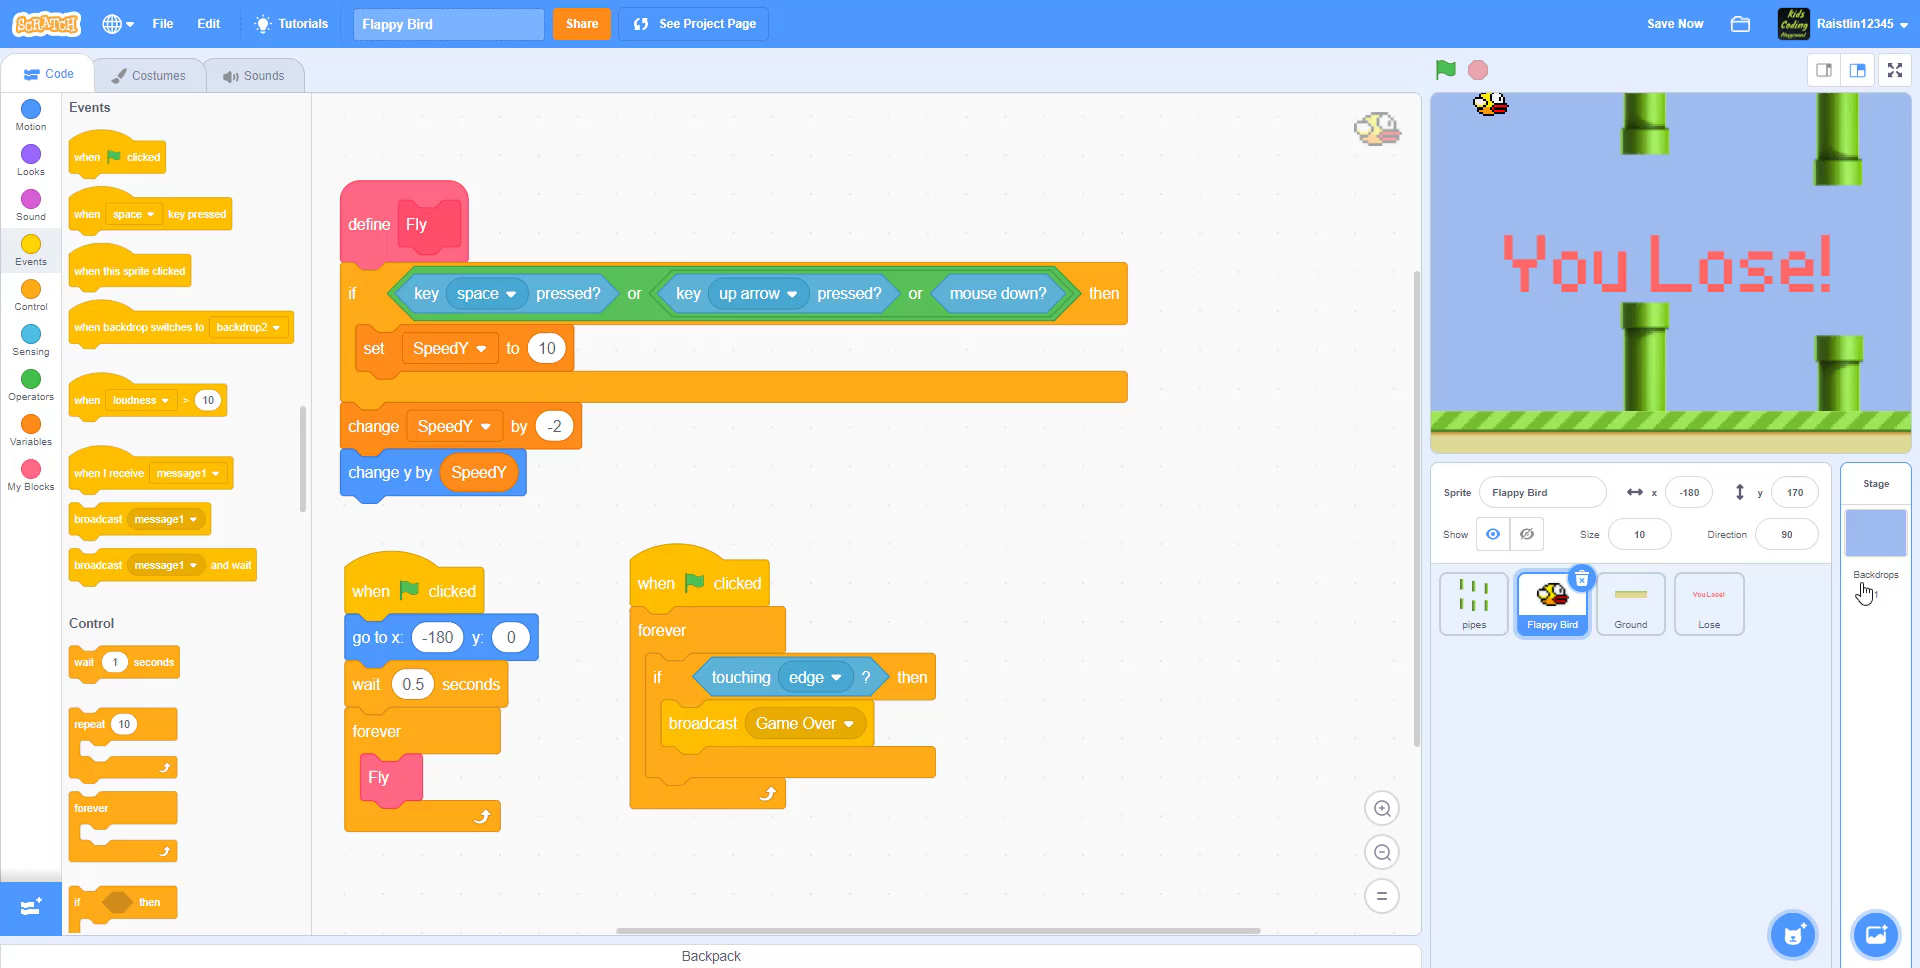 SCRATCH File Edit Tutorials Flappy Bird Share See Project Page Save Now Kids Coding Playground Raistlin12345
Code Costumes Sounds
Motion
Looks
Sound
Events
Control
Sensing
Operators
Variables
My Blocks
Events
when clicked
when space key pressed
when this sprite clicked
when backdrop switches to backdrop2
when loudness > 10
when I receive message1
broadcast message1
broadcast message1 and wait
Control
wait 1 seconds
repeat 10
forever
if then
define Fly
if key space pressed? or key up arrow pressed? or mouse down? then
set SpeedY to 10
change SpeedY by -2
change y by SpeedY
when clicked
go to x: -180 y: 0
wait 0.5 seconds
forever
Fly
when clicked
forever
if touching edge ? then
broadcast Game Over
Backpack
You Lose!
Sprite Flappy Bird x -180 y 170
Show Size 10 Direction 90
pipes
Flappy Bird
Ground
You Lose!
Lose
Stage
Backdrops
1